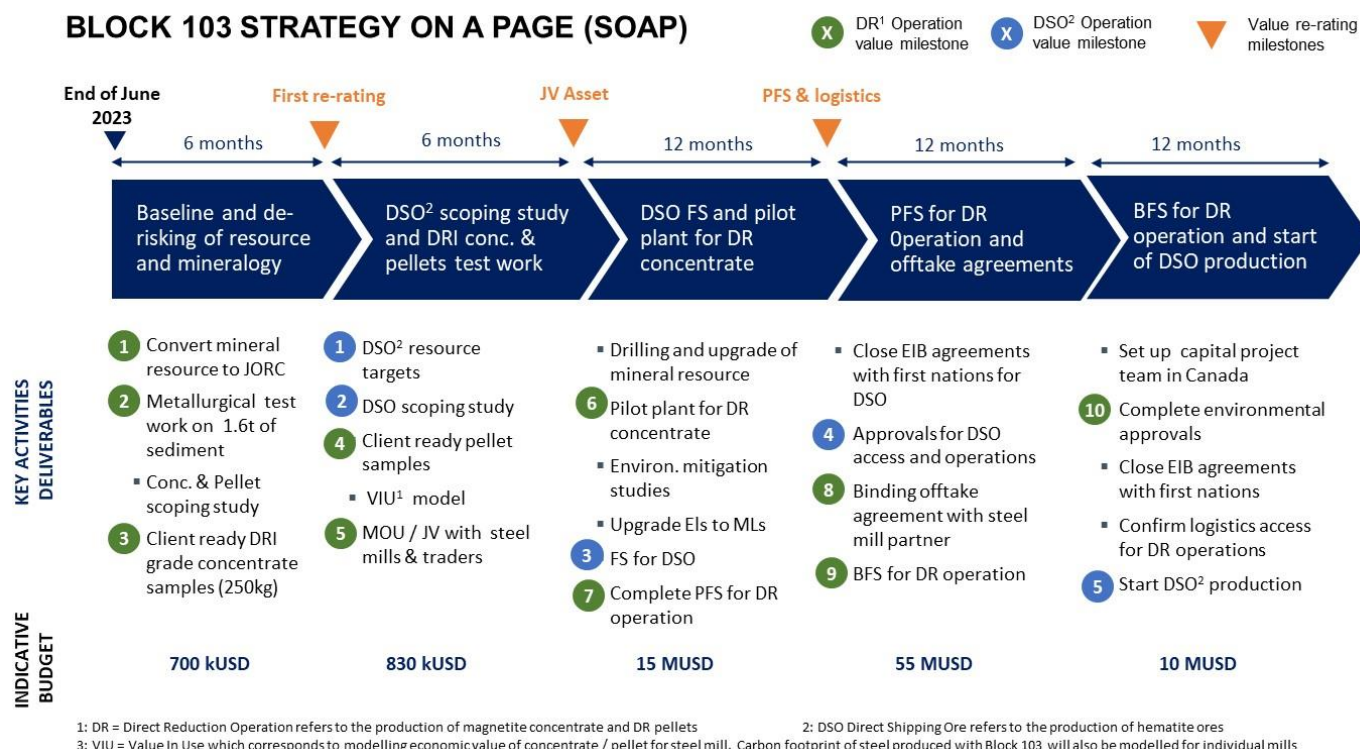 BLOCK 103 STRATEGY ON A PAGE (SOAP)
X
DR¹ Operation
value milestone
X
DSO² Operation
value milestone
Value re-rating
milestones
End of June
2023
First re-rating
JV Asset
PFS & logistics
6 months
6 months
12 months
12 months
12 months
Baseline and de-
risking of resource
and mineralogy
DSO² scoping study
and DRI conc. &
pellets test work
DSO FS and pilot
plant for DR
concentrate
PFS for DR
Operation and
offtake agreements
BFS for DR
operation and start
of DSO production
KEY ACTIVITIES
DELIVERABLES
1 Convert mineral
resource to JORC
2 Metallurgical test
work on 1.6t of
sediment
▪ Conc. & Pellet
scoping study
3 Client ready DRI
grade concentrate
samples (250kg)
1 DSO² resource
targets
2 DSO scoping study
4 Client ready pellet
samples
▪ VIU¹ model
5 MOU / JV with steel
mills & traders
▪ Drilling and upgrade of
mineral resource
6 Pilot plant for DR
concentrate
▪ Environ. mitigation
studies
▪ Upgrade Els to MLs
3 FS for DSO
7 Complete PFS for DR
operation
▪ Close EIB agreements
with first nations for
DSO
4 Approvals for DSO
access and operations
8 Binding offtake
agreement with steel
mill partner
9 BFS for DR operation
▪ Set up capital project
team in Canada
10 Complete environmental
approvals
▪ Close EIB agreements
with first nations
▪ Confirm logistics access
for DR operations
5 Start DSO² production
INDICATIVE
BUDGET
700 kUSD
830 kUSD
15 MUSD
55 MUSD
10 MUSD
1: DR = Direct Reduction Operation refers to the production of magnetite concentrate and DR pellets
2: DSO Direct Shipping Ore refers to the production of hematite ores
3: VIU = Value In Use which corresponds to modelling economic value of concentrate / pellet for steel mill. Carbon footprint of steel produced with Block 103 will also be modelled for individual mills